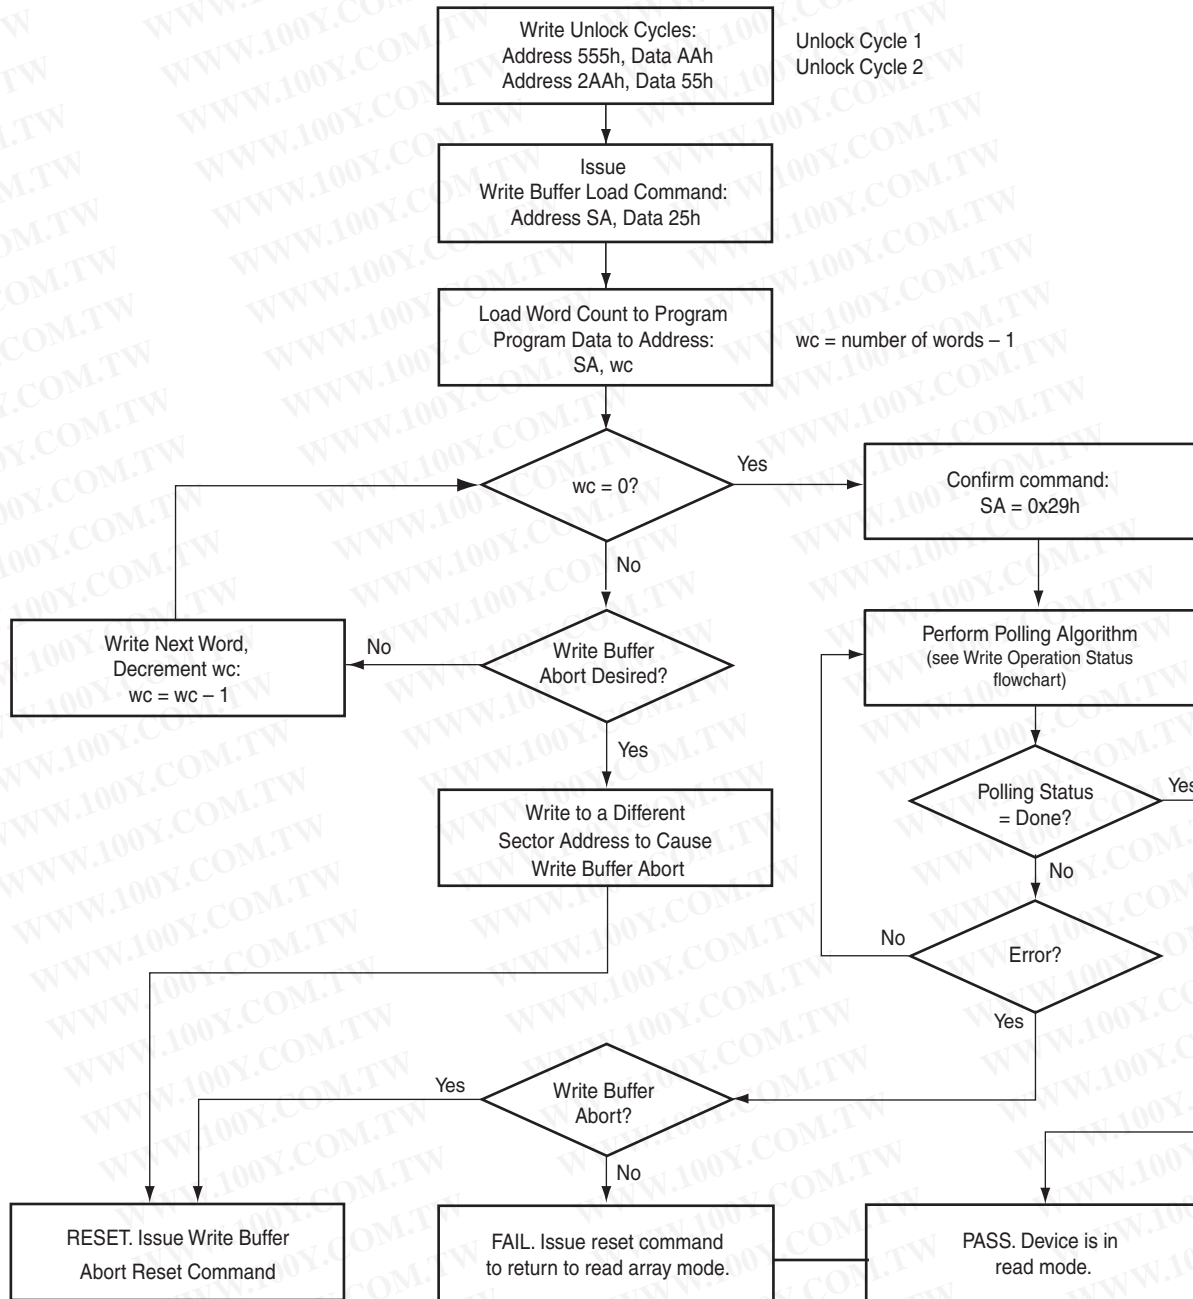 Write Unlock Cycles:
Address 555h, Data AAh
Address 2AAh, Data 55h
Unlock Cycle 1
Unlock Cycle 2
Issue
Write Buffer Load Command:
Address SA, Data 25h
Load Word Count to Program
Program Data to Address:
SA, wc
wc = number of words – 1
wc = 0?
Yes
Confirm command:
SA = 0x29h
No
Write Next Word,
Decrement wc:
wc = wc – 1
No
Write Buffer
Abort Desired?
Perform Polling Algorithm
(see Write Operation Status
flowchart)
Yes
Write to a Different
Sector Address to Cause
Write Buffer Abort
Polling Status
= Done?
Yes
No
No
Error?
Yes
Yes
Write Buffer
Abort?
No
RESET. Issue Write Buffer
Abort Reset Command
FAIL. Issue reset command
to return to read array mode.
PASS. Device is in
read mode.
WWW.100Y.COM.TW